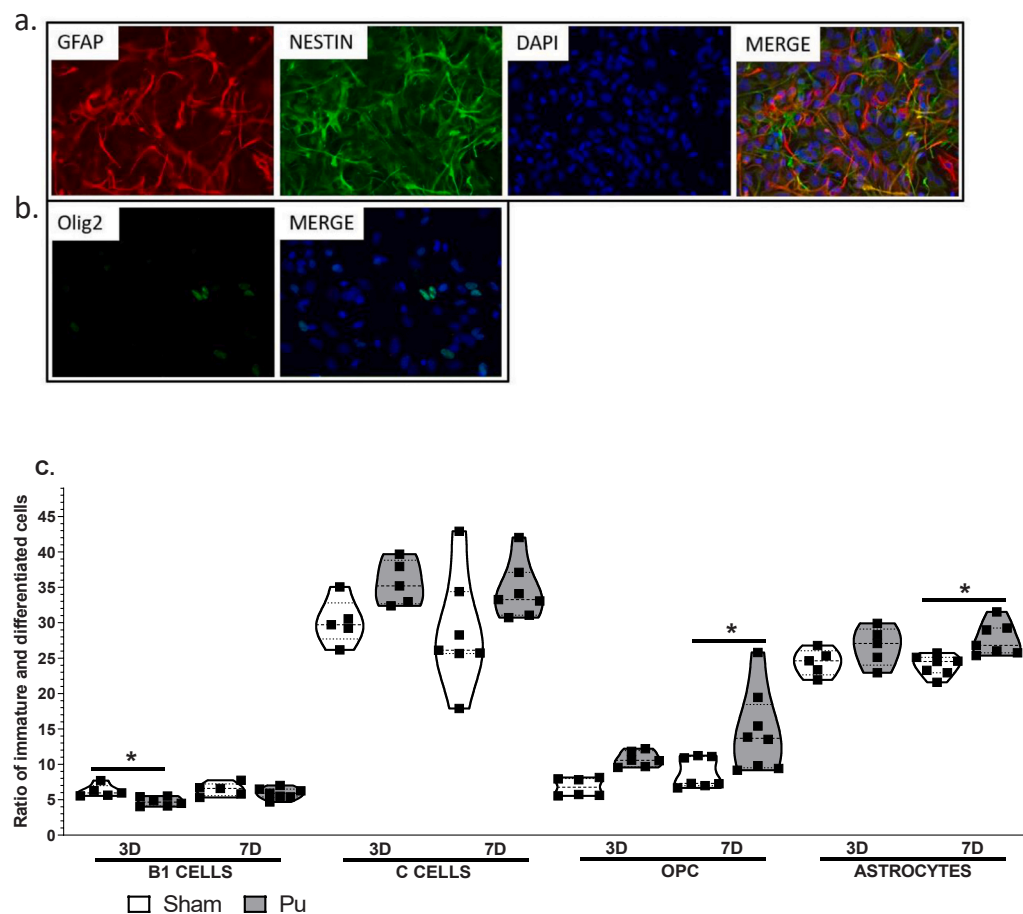 a.
GFAP NESTIN DAPI MERGE
b.
Olig2 MERGE
C.
Ratio of immature and differentiated cells
45
40
35
30
25
20
15
10
5
0
* * *
3D 7D 3D 7D 3D 7D 3D 7D
B1 CELLS C CELLS OPC ASTROCYTES
Sham Pu